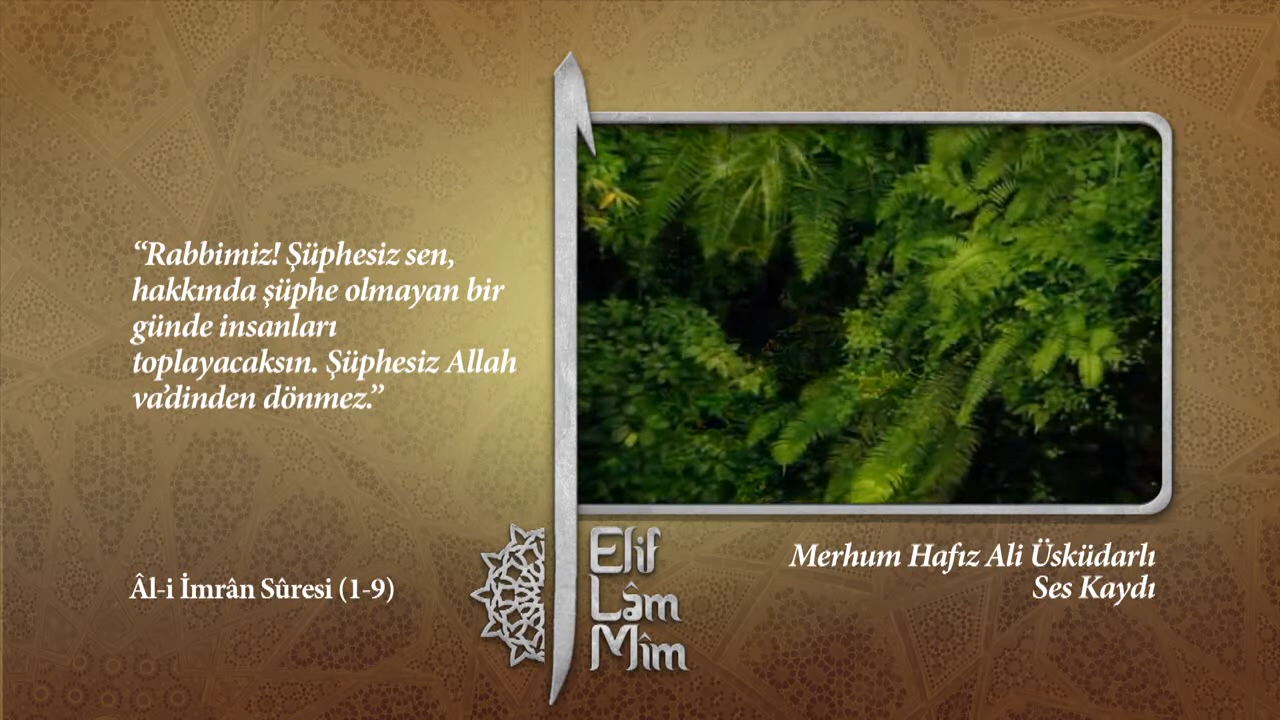 “Rabbimiz! Şüphesiz sen,
hakkında şüphe olmayan bir
günde insanları
toplayacaksın. Şüphesiz Allah
va’dinden dönmez.”
Âl-i İmrân Sûresi (1-9)
Elif
Lâm
Mîm
Merhum Hafız Ali Üsküdarlı
Ses Kaydı